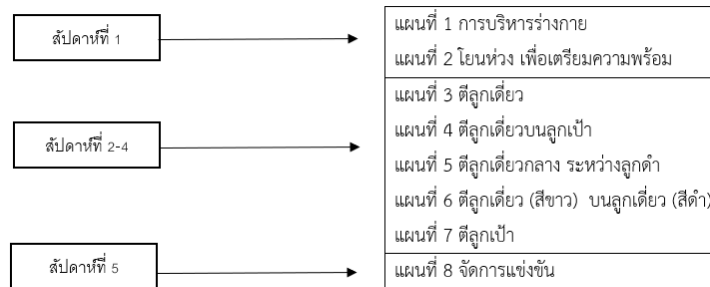 สัปดาห์ที่ 1
แผนที่ 1 การบริหารร่างกาย
แผนที่ 2 โยนห่วง เพื่อเตรียมความพร้อม
สัปดาห์ที่ 2-4
แผนที่ 3 ตีลูกเดี่ยว
แผนที่ 4 ตีลูกเดี่ยวบนลูกเป้า
แผนที่ 5 ตีลูกเดี่ยวกลาง ระหว่างลูกดำ
แผนที่ 6 ตีลูกเดี่ยว (สีขาว) บนลูกเดี่ยว (สีดำ)
แผนที่ 7 ตีลูกเป้า
สัปดาห์ที่ 5
แผนที่ 8 จัดการแข่งขัน